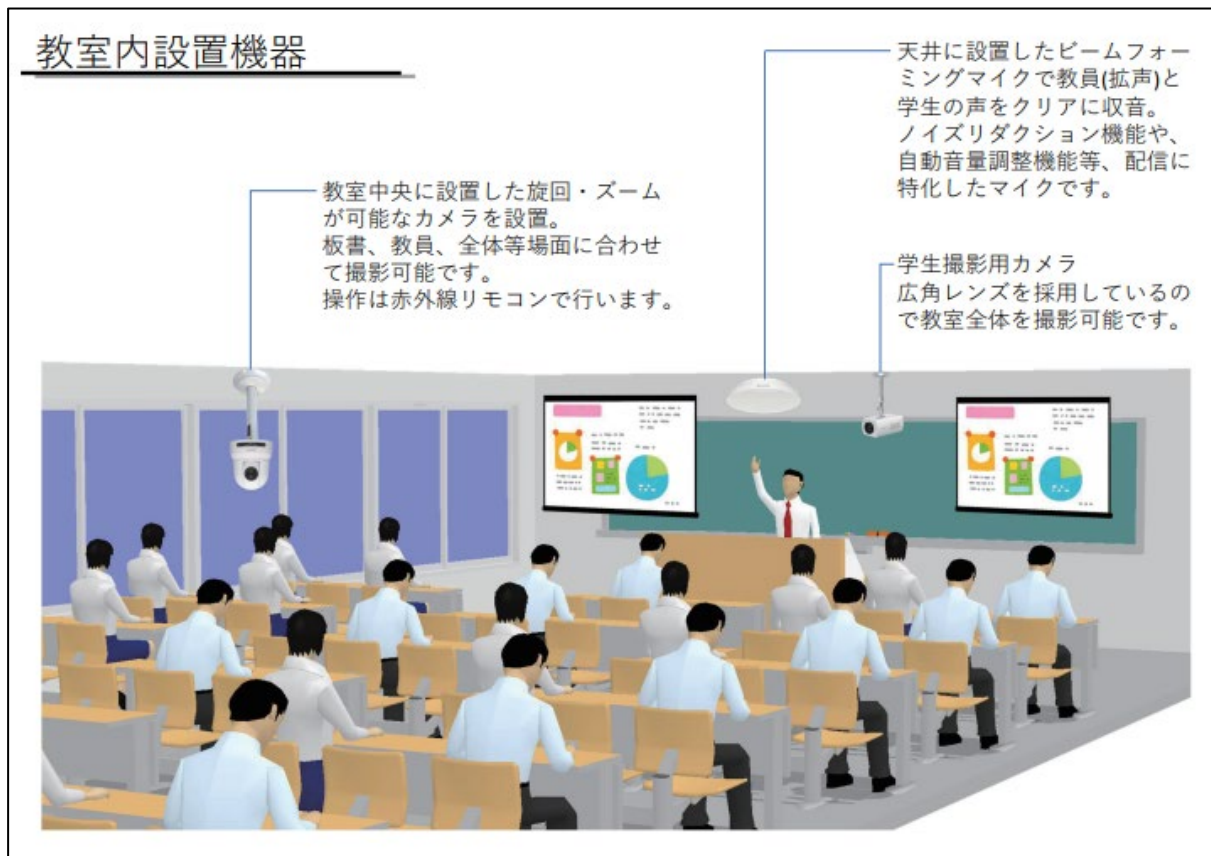 教室内設置機器
天井に設置したビームフォー
ミングマイクで教員(拡声)と
学生の声をクリアに収音。
ノイズリダクション機能や、
自動音量調整機能等、配信に
特化したマイクです。
教室中央に設置した旋回・ズーム
が可能なカメラを設置。
板書、教員、全体等場面に合わせ
て撮影可能です。
操作は赤外線リモコンで行います。
学生撮影用カメラ
広角レンズを採用しているの
で教室全体を撮影可能です。